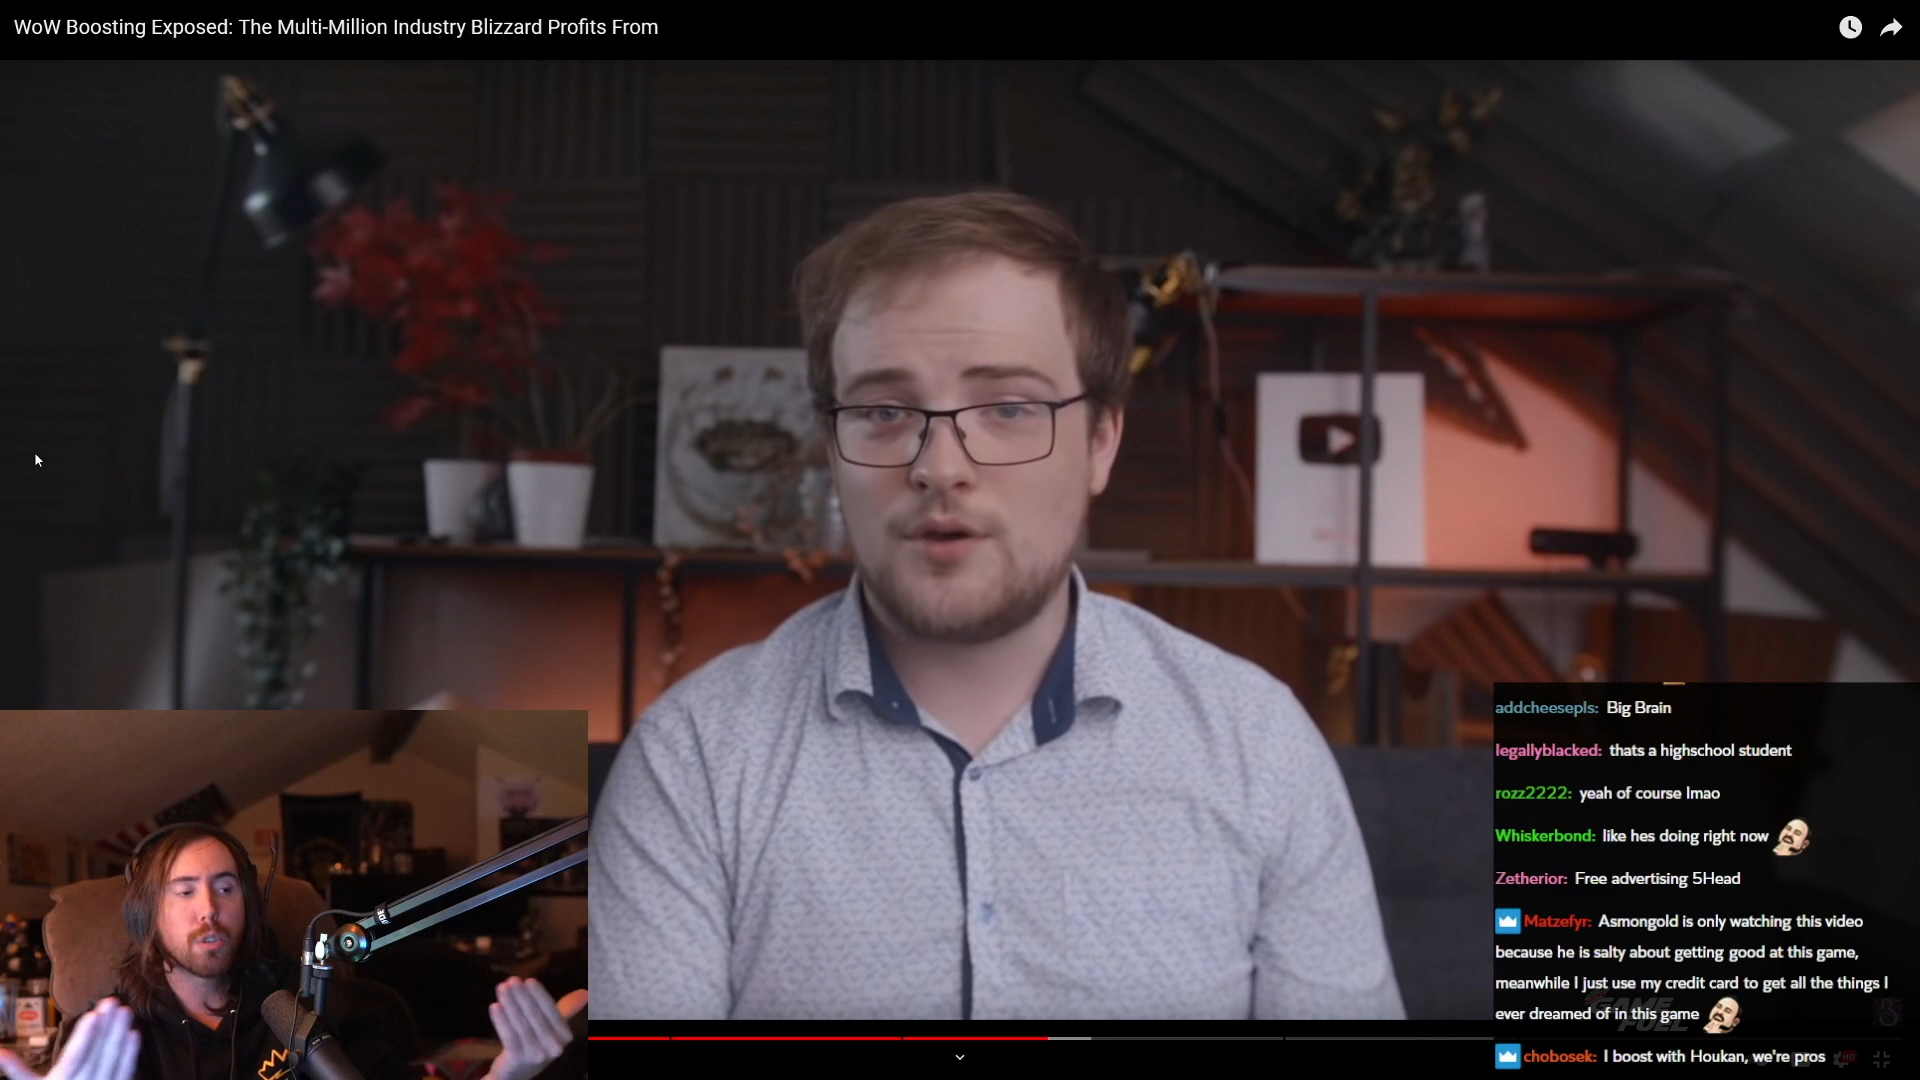 WoW Boosting Exposed: The Multi-Million Industry Blizzard Profits From
addcheesepls: Big Brain
legallyblacked: thats a highschool student
rozz2222: yeah of course lmao
Whiskerbond: like hes doing right now
Zetherior: Free advertising 5Head
Matzefyr: Asmongold is only watching this video
because he is salty about getting good at this game,
meanwhile I just use my credit card to get all the things I
ever dreamed of in this game
GAME
FUEL
chobosek: I boost with Houkan, we're pros
HD